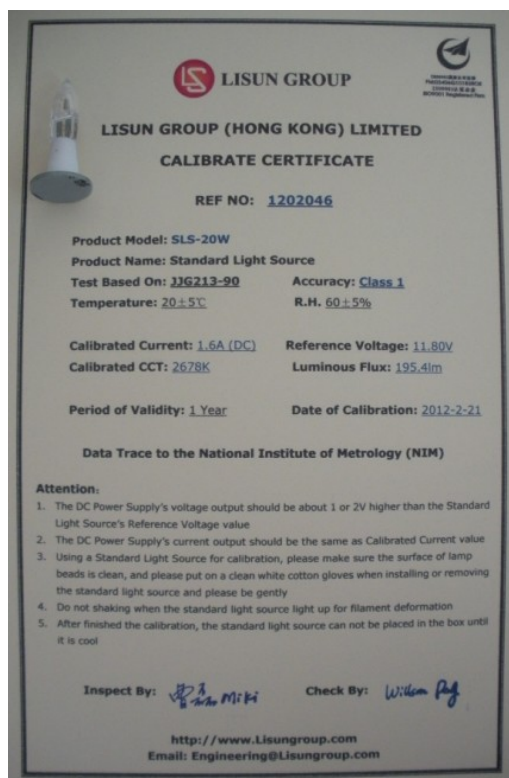 LISUN GROUP
LISUN GROUP (HONG KONG) LIMITED
CALIBRATE CERTIFICATE
REF NO: 1202046
Product Model: SLS-20W
Product Name: Standard Light Source
Test Based On: JJG213-90 Accuracy: Class 1
Temperature: 20±5℃ R.H. 60±5%
Calibrated Current: 1.6A (DC) Reference Voltage: 11.80V
Calibrated CCT: 2678K Luminous Flux: 195.4lm
Period of Validity: 1 Year Date of Calibration: 2012-2-21
Data Trace to the National Institute of Metrology (NIM)
Attention:
1. The DC Power Supply's voltage output should be about 1 or 2V higher than the Standard
Light Source's Reference Voltage value
2. The DC Power Supply's current output should be the same as Calibrated Current value
3. Using a Standard Light Source for calibration, please make sure the surface of lamp
beads is clean, and please put on a clean white cotton gloves when installing or removing
the standard light source and please be gently
4. Do not shaking when the standard light source light up for filament deformation
5. After finished the calibration, the standard light source can not be placed in the box until
it is cool
Inspect By: Miki Check By: William
http://www.Lisungroup.com
Email: Engineering@Lisungroup.com